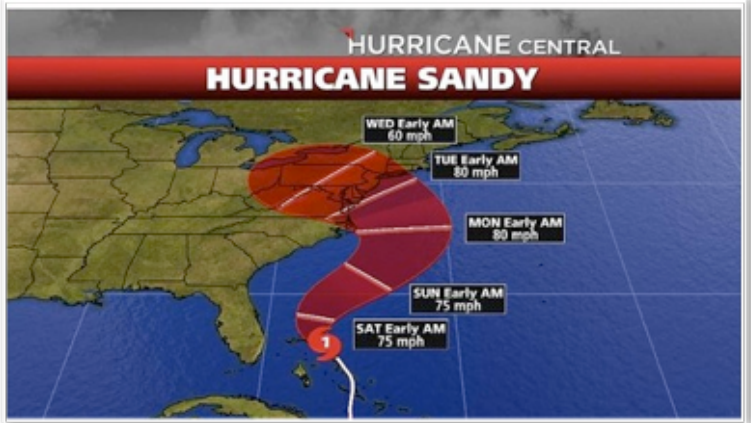 HURRICANE CENTRAL
HURRICANE SANDY
WED Early AM
60 mph
TUE Early AM
80 mph
MON Early AM
80 mph
SUN Early AM
75 mph
SAT Early AM
75 mph
1